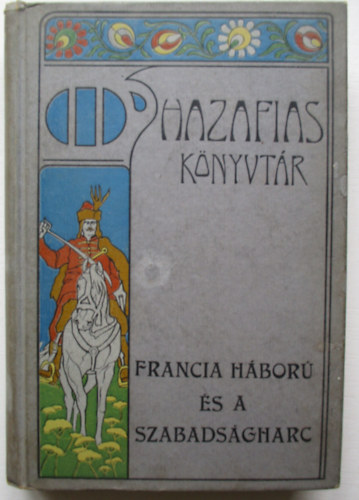 HAZAFIAS
KÖNYVTÁR
FRANCIA HÁBORÚ
ÉS A
SZABADSÁGHARC